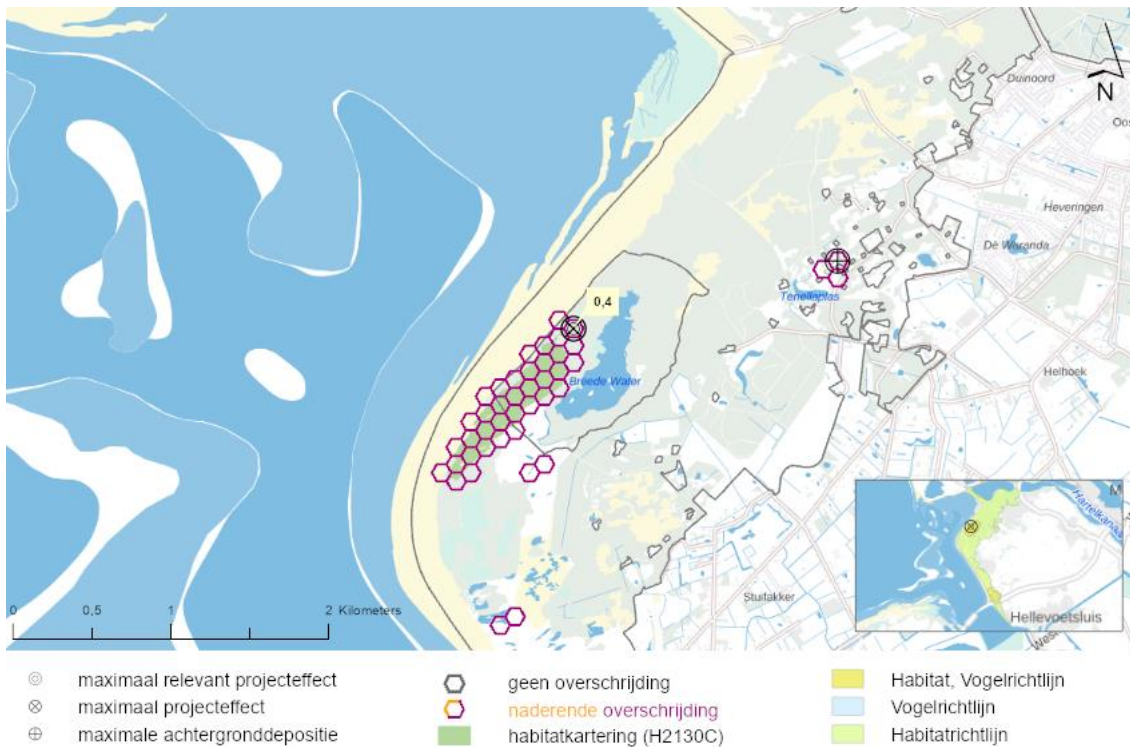 N
Duinoord
Heveringen
De Waranda
Tenellaplas
0,4
Breede Water
Helhoek
Stuifakker
0 0,5 1 2 Kilometers
M
Hartelkanaal
Hellevoetsluis
maximaal relevant projecteffect
maximaal projecteffect
maximale achtergronddepositie
geen overschrijding
naderende overschrijding
habitatkartering (H2130C)
Habitat, Vogelrichtlijn
Vogelrichtlijn
Habitatrichtlijn